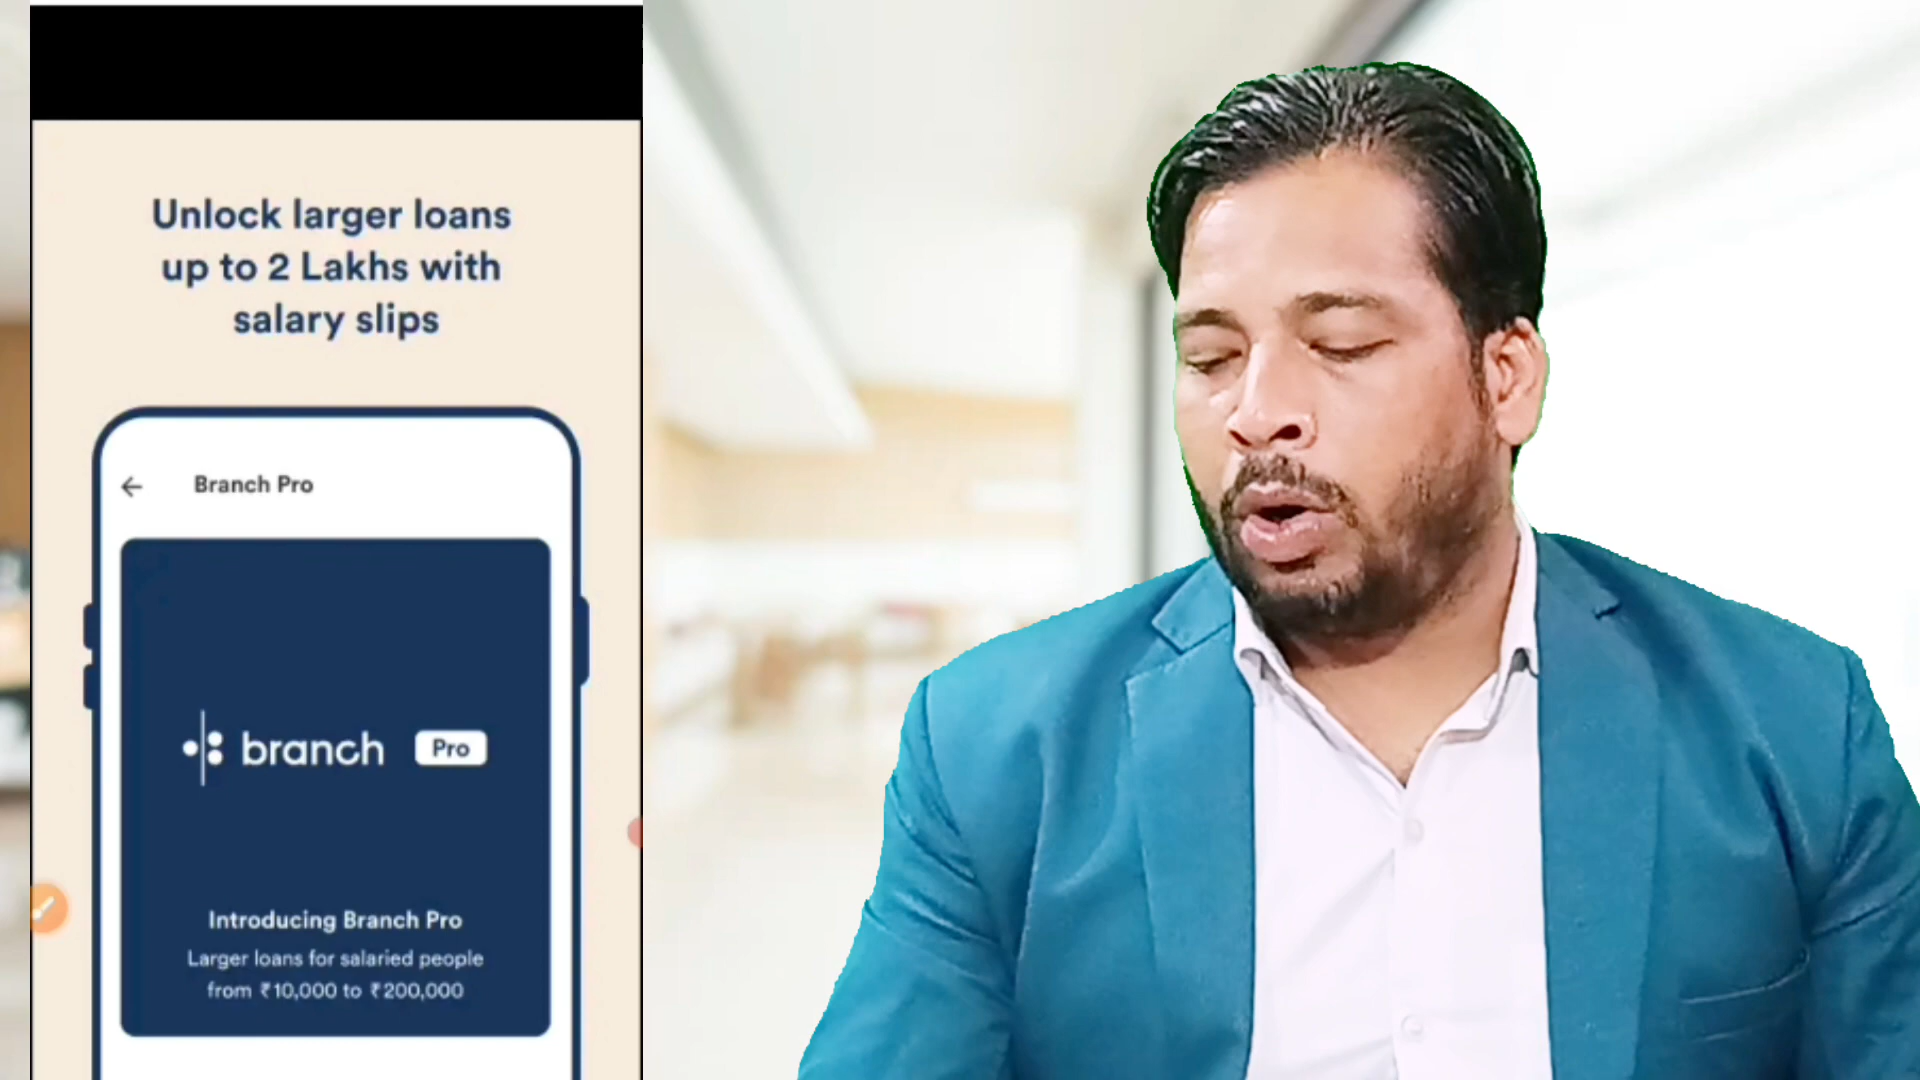 Unlock larger loans
up to 2 Lakhs with
salary slips
Branch Pro
branch Pro
Introducing Branch Pro
Larger loans for salaried people
from ₹10,000 to ₹200,000